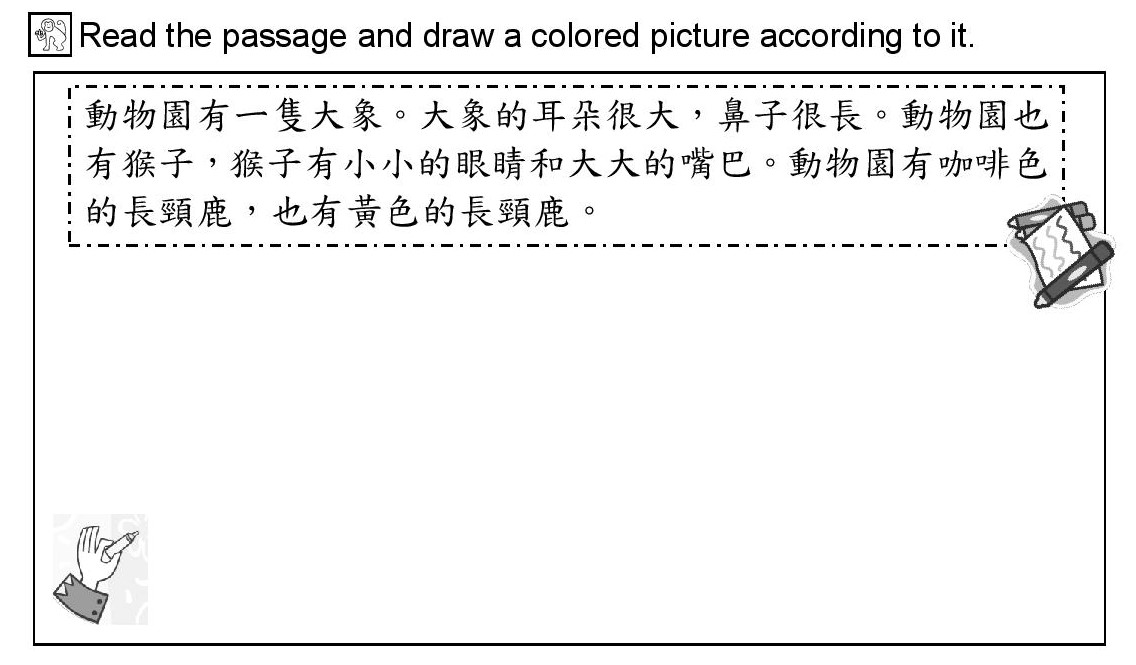 Read the passage and draw a colored picture according to it.
動物園有一隻大象。大象的耳朵很大，鼻子很長。動物園也
有猴子，猴子有小小的眼睛和大大的嘴巴。動物園有咖啡色
的長頸鹿，也有黃色的長頸鹿。